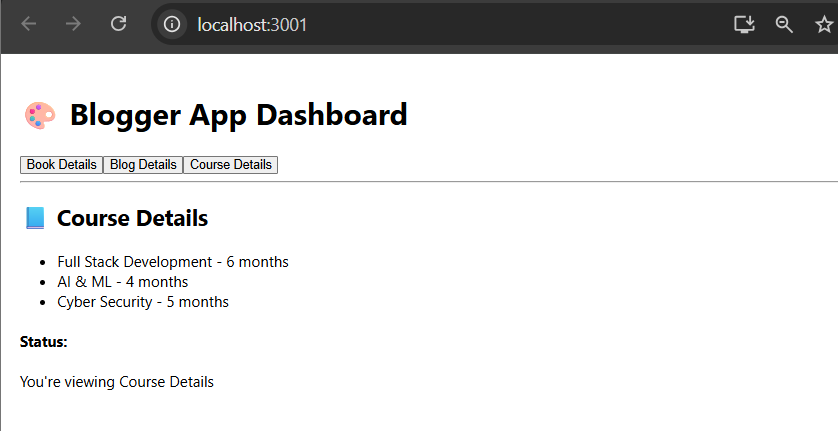 localhost:3001
🎨 Blogger App Dashboard
Book Details Blog Details Course Details
📘 Course Details
• Full Stack Development - 6 months
• AI & ML - 4 months
• Cyber Security - 5 months
Status:
You're viewing Course Details